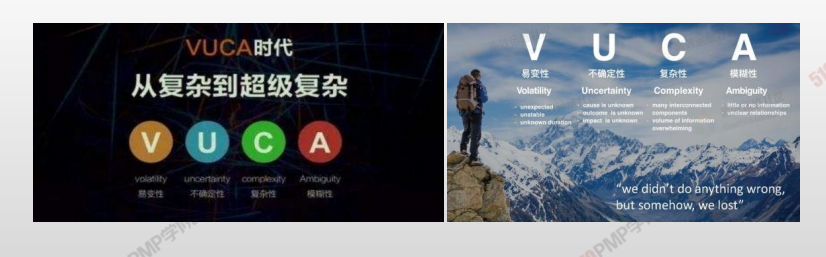 VUCA时代
从复杂到超级复杂
V U C A
volatility uncertainty complexity Ambiguity
易变性 不确定性 复杂性 模糊性
V U C A
易变性 不确定性 复杂性 模糊性
Volatility Uncertainty Complexity Ambiguity
unexpected
unstable
unknown duration
cause is unknown
outcome is unknown
impact is unknown
many interconnected
components
volume of information
overwhelming
little or no information
unclear relationships
"we didn't do anything wrong,
but somehow, we lost"